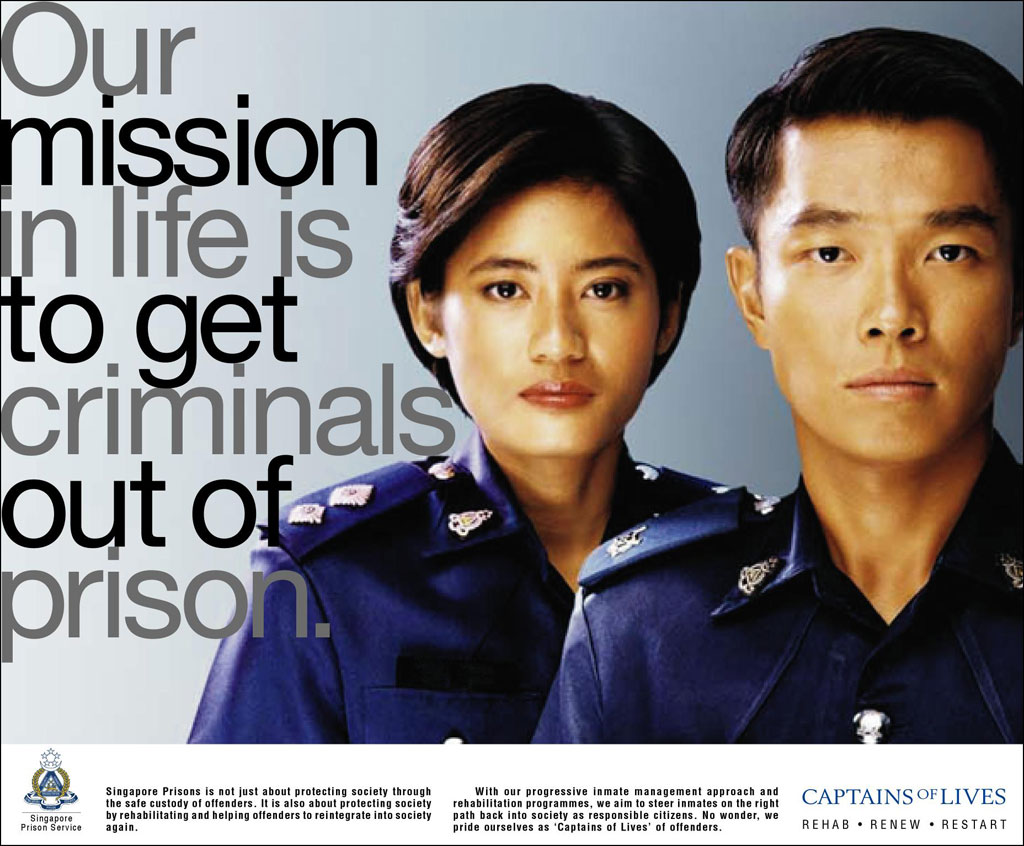 Our
mission
in life is
to get
criminals
out of
prison.
Singapore
Prison Service
Singapore Prisons is not just about protecting society through
the safe custody of offenders. It is also about protecting society
by rehabilitating and helping offenders to reintegrate into society
again.
With our progressive inmate management approach and
rehabilitation programmes, we aim to steer inmates on the right
path back into society as responsible citizens. No wonder, we
pride ourselves as ‘Captains of Lives’ of offenders.
CAPTAINS OF LIVES
REHAB • RENEW • RESTART